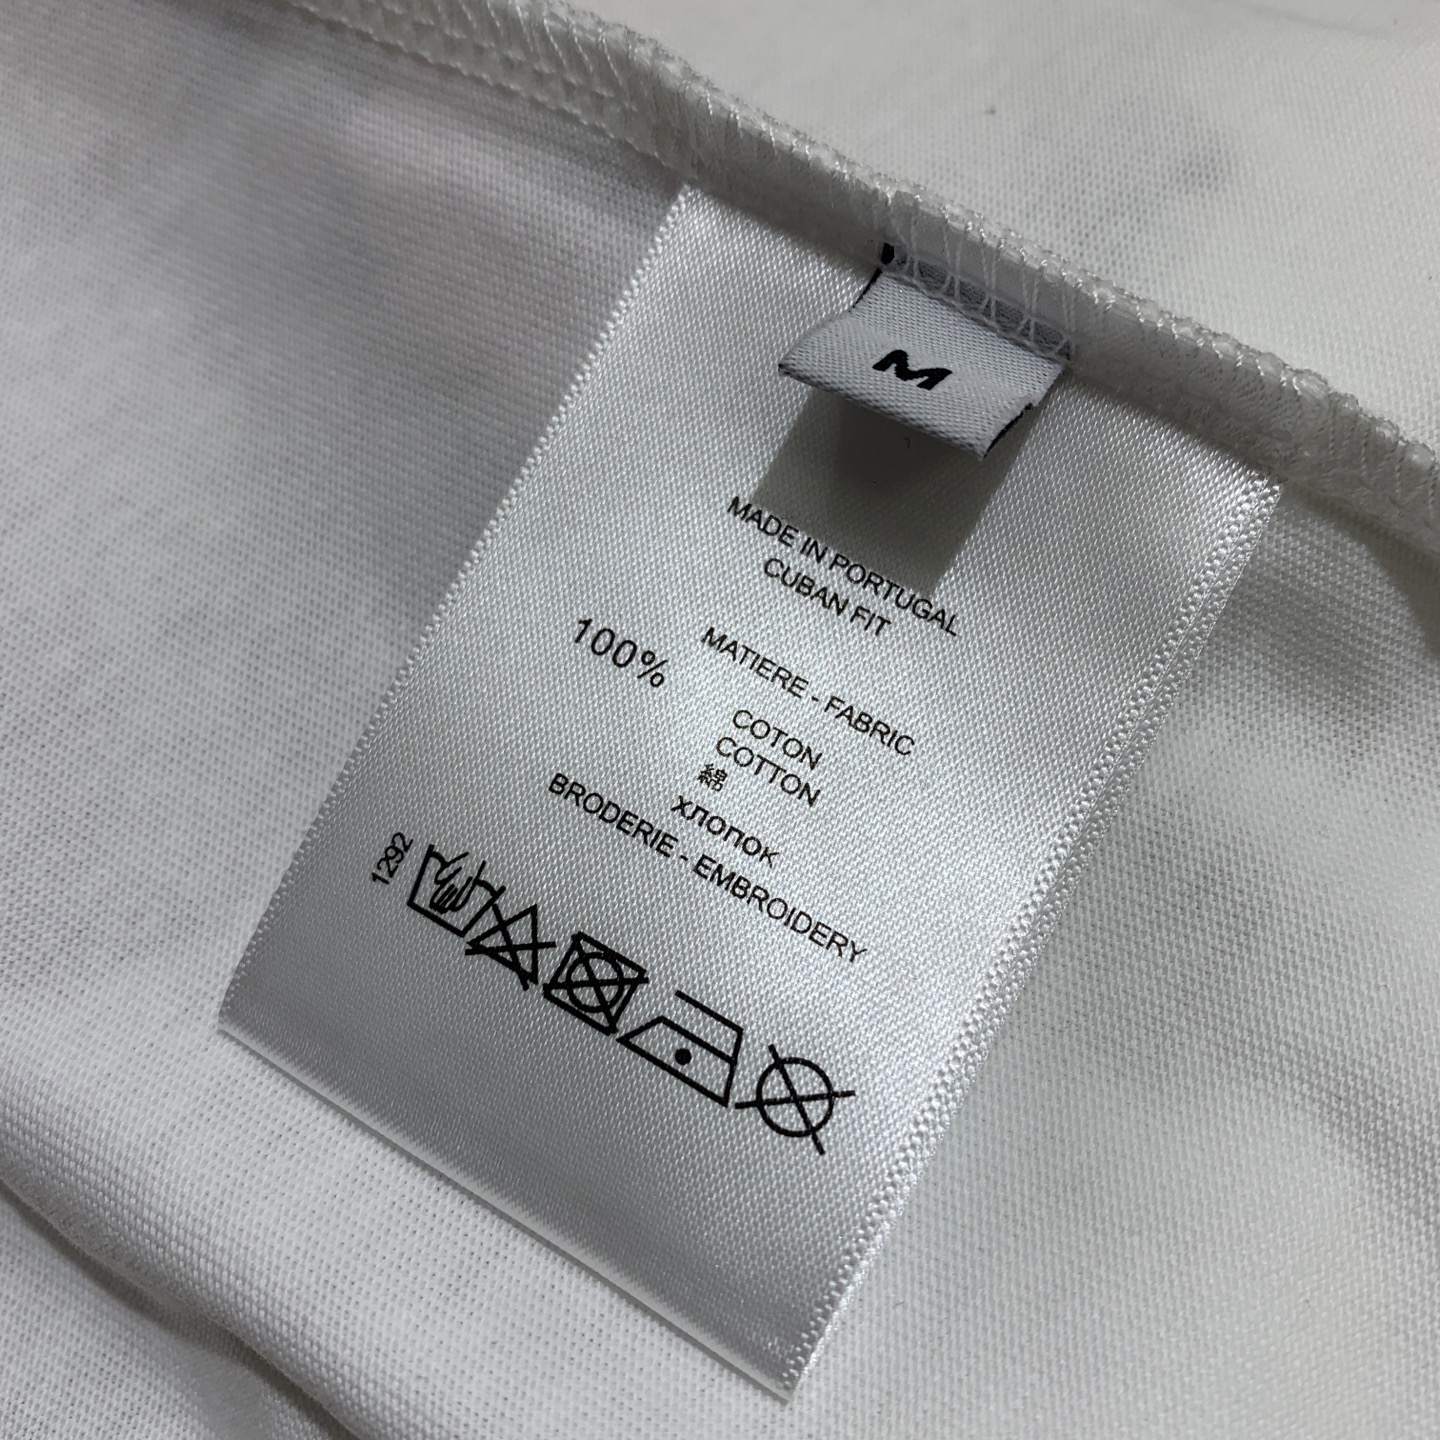 M
MADE IN PORTUGAL
CUBAN FIT
MATIERE - FABRIC
100%
COTON
COTTON
綿
хлопок
BRODERIE - EMBROIDERY
1292